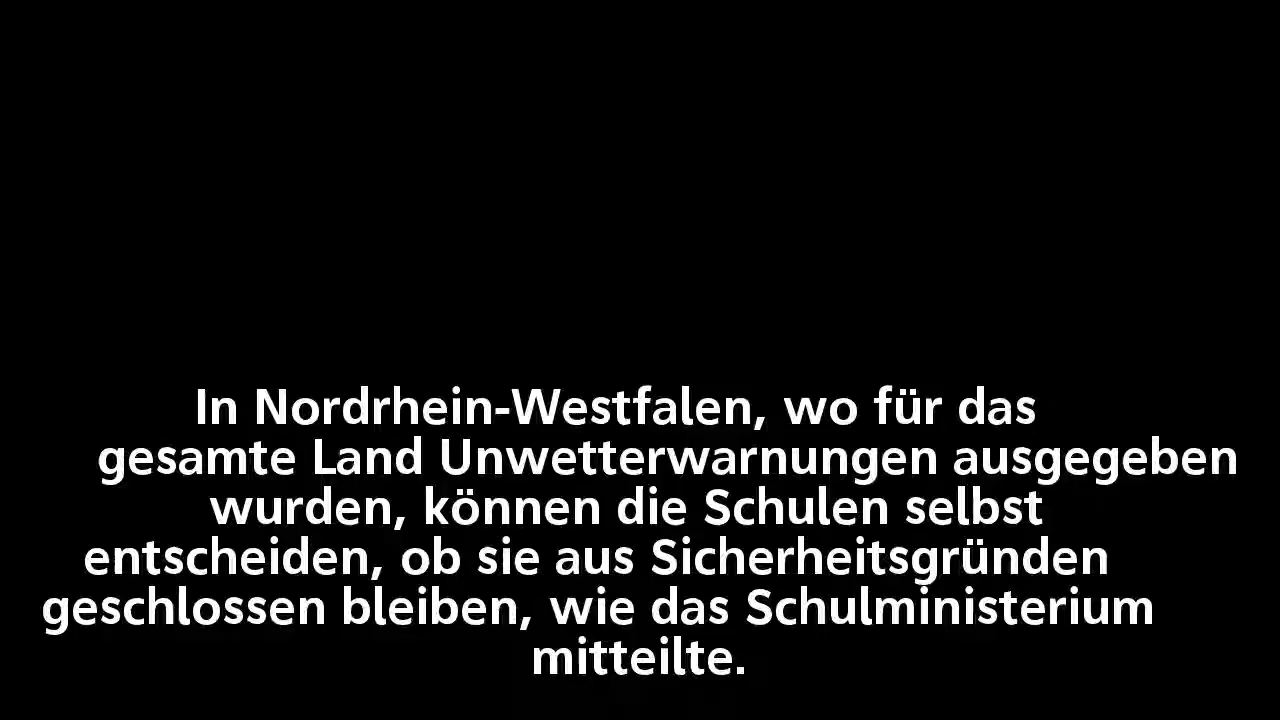 In Nordrhein-Westfalen, wo für das
gesamte Land Unwetterwarnungen ausgegeben
wurden, können die Schulen selbst
entscheiden, ob sie aus Sicherheitsgründen
geschlossen bleiben, wie das Schulministerium
mitteilte.